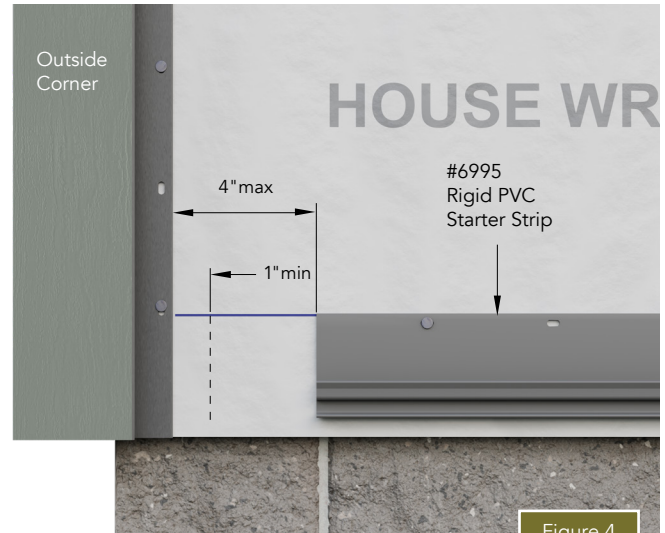 Outside
Corner
HOUSE WR
#6995
Rigid PVC
Starter Strip
4"max
1"min
Figure 4